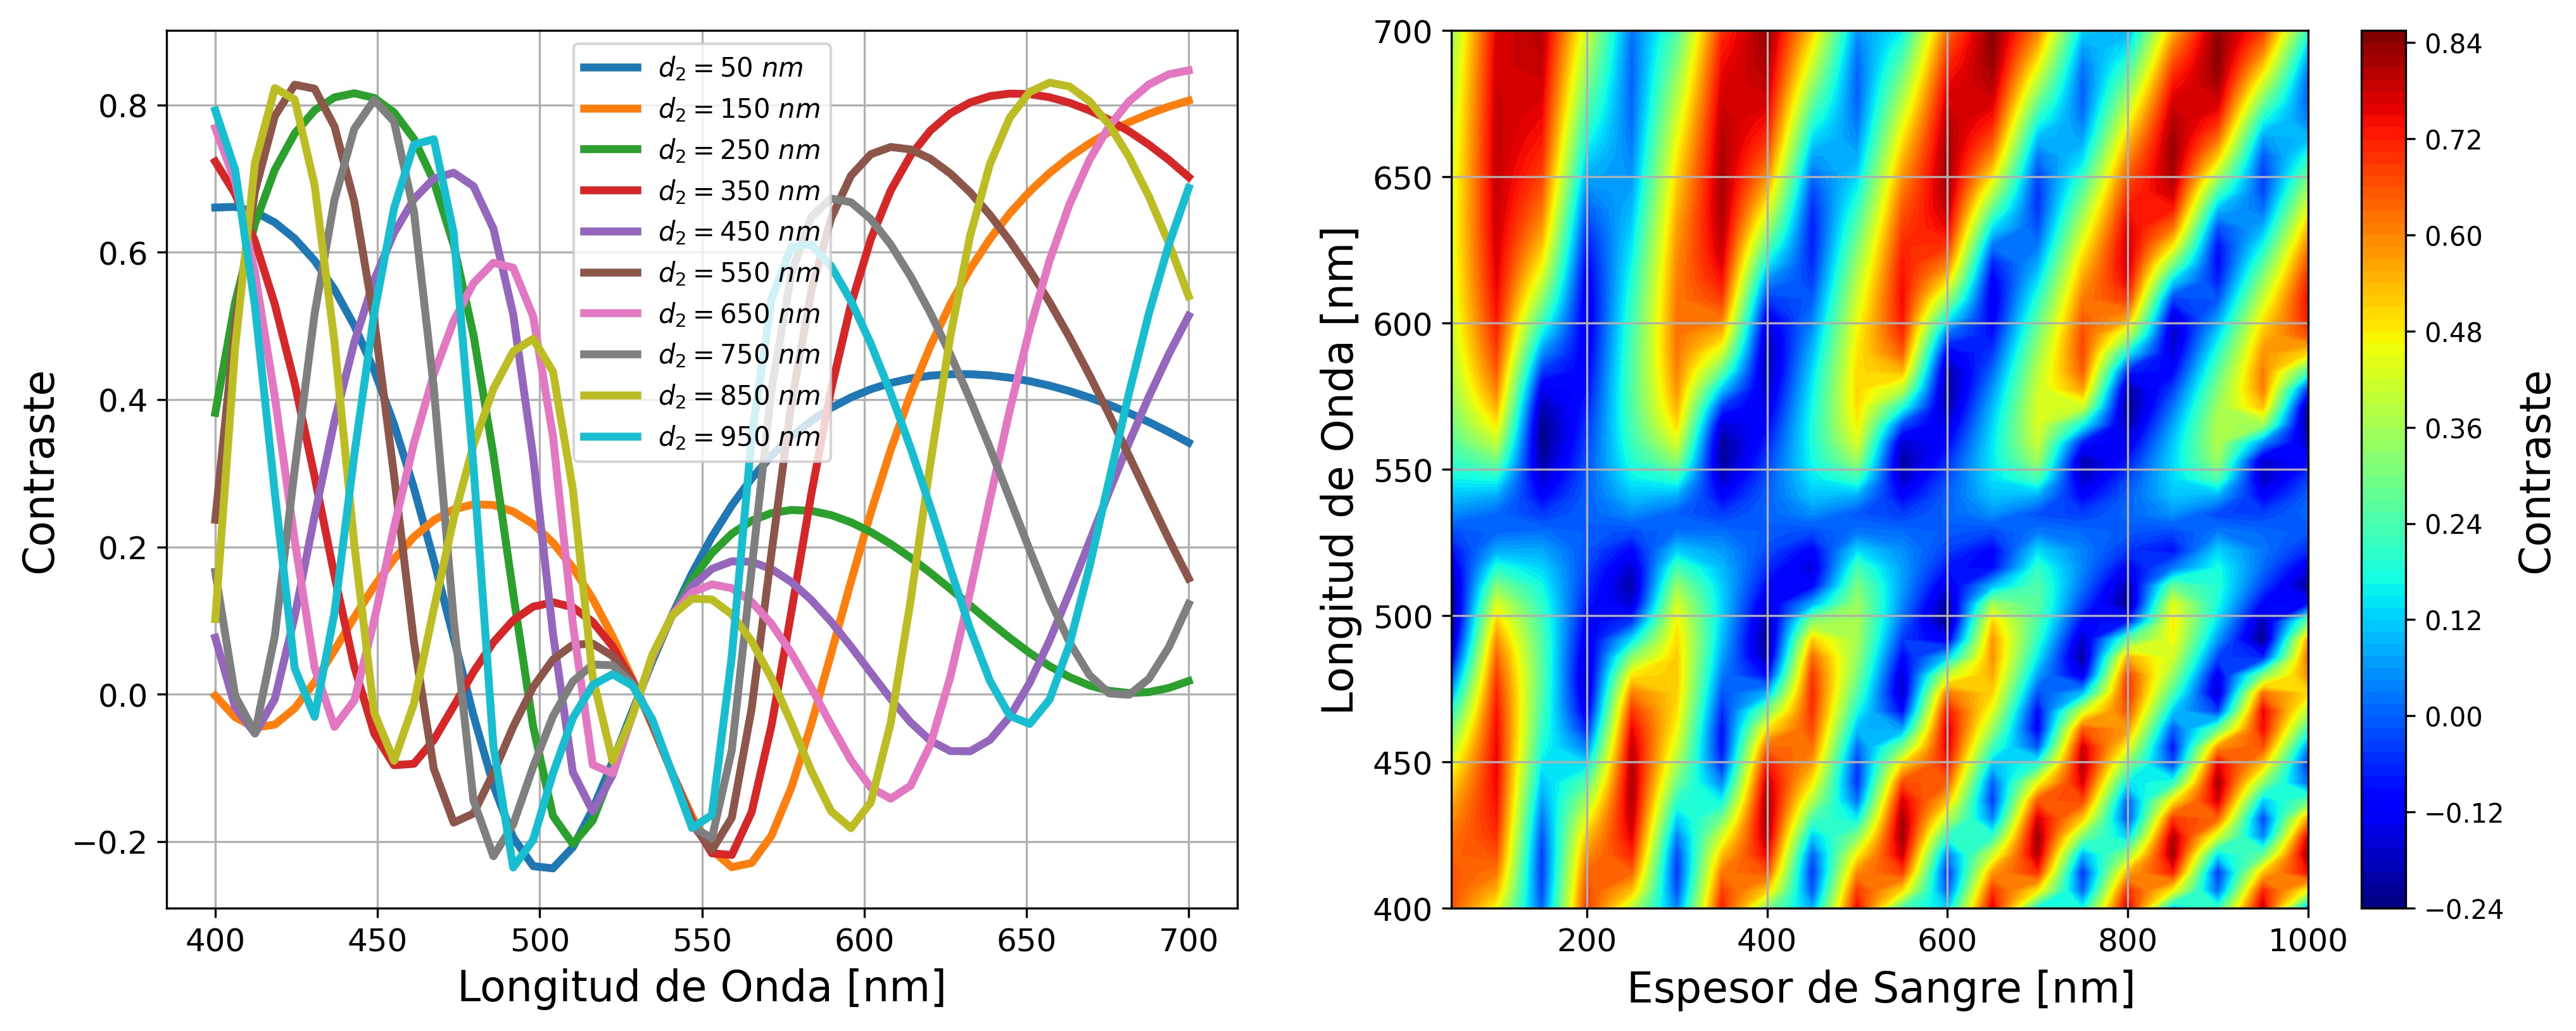 Contraste
0.8
0.6
0.4
0.2
0.0
−0.2
400 450 500 550 600 650 700
Longitud de Onda [nm]
d₂ = 50 nm
d₂ = 150 nm
d₂ = 250 nm
d₂ = 350 nm
d₂ = 450 nm
d₂ = 550 nm
d₂ = 650 nm
d₂ = 750 nm
d₂ = 850 nm
d₂ = 950 nm
Longitud de Onda [nm]
700
650
600
550
500
450
400
200 400 600 800 1000
Espesor de Sangre [nm]
0.84
0.72
0.60
0.48
0.36
0.24
0.12
0.00
−0.12
−0.24
Contraste